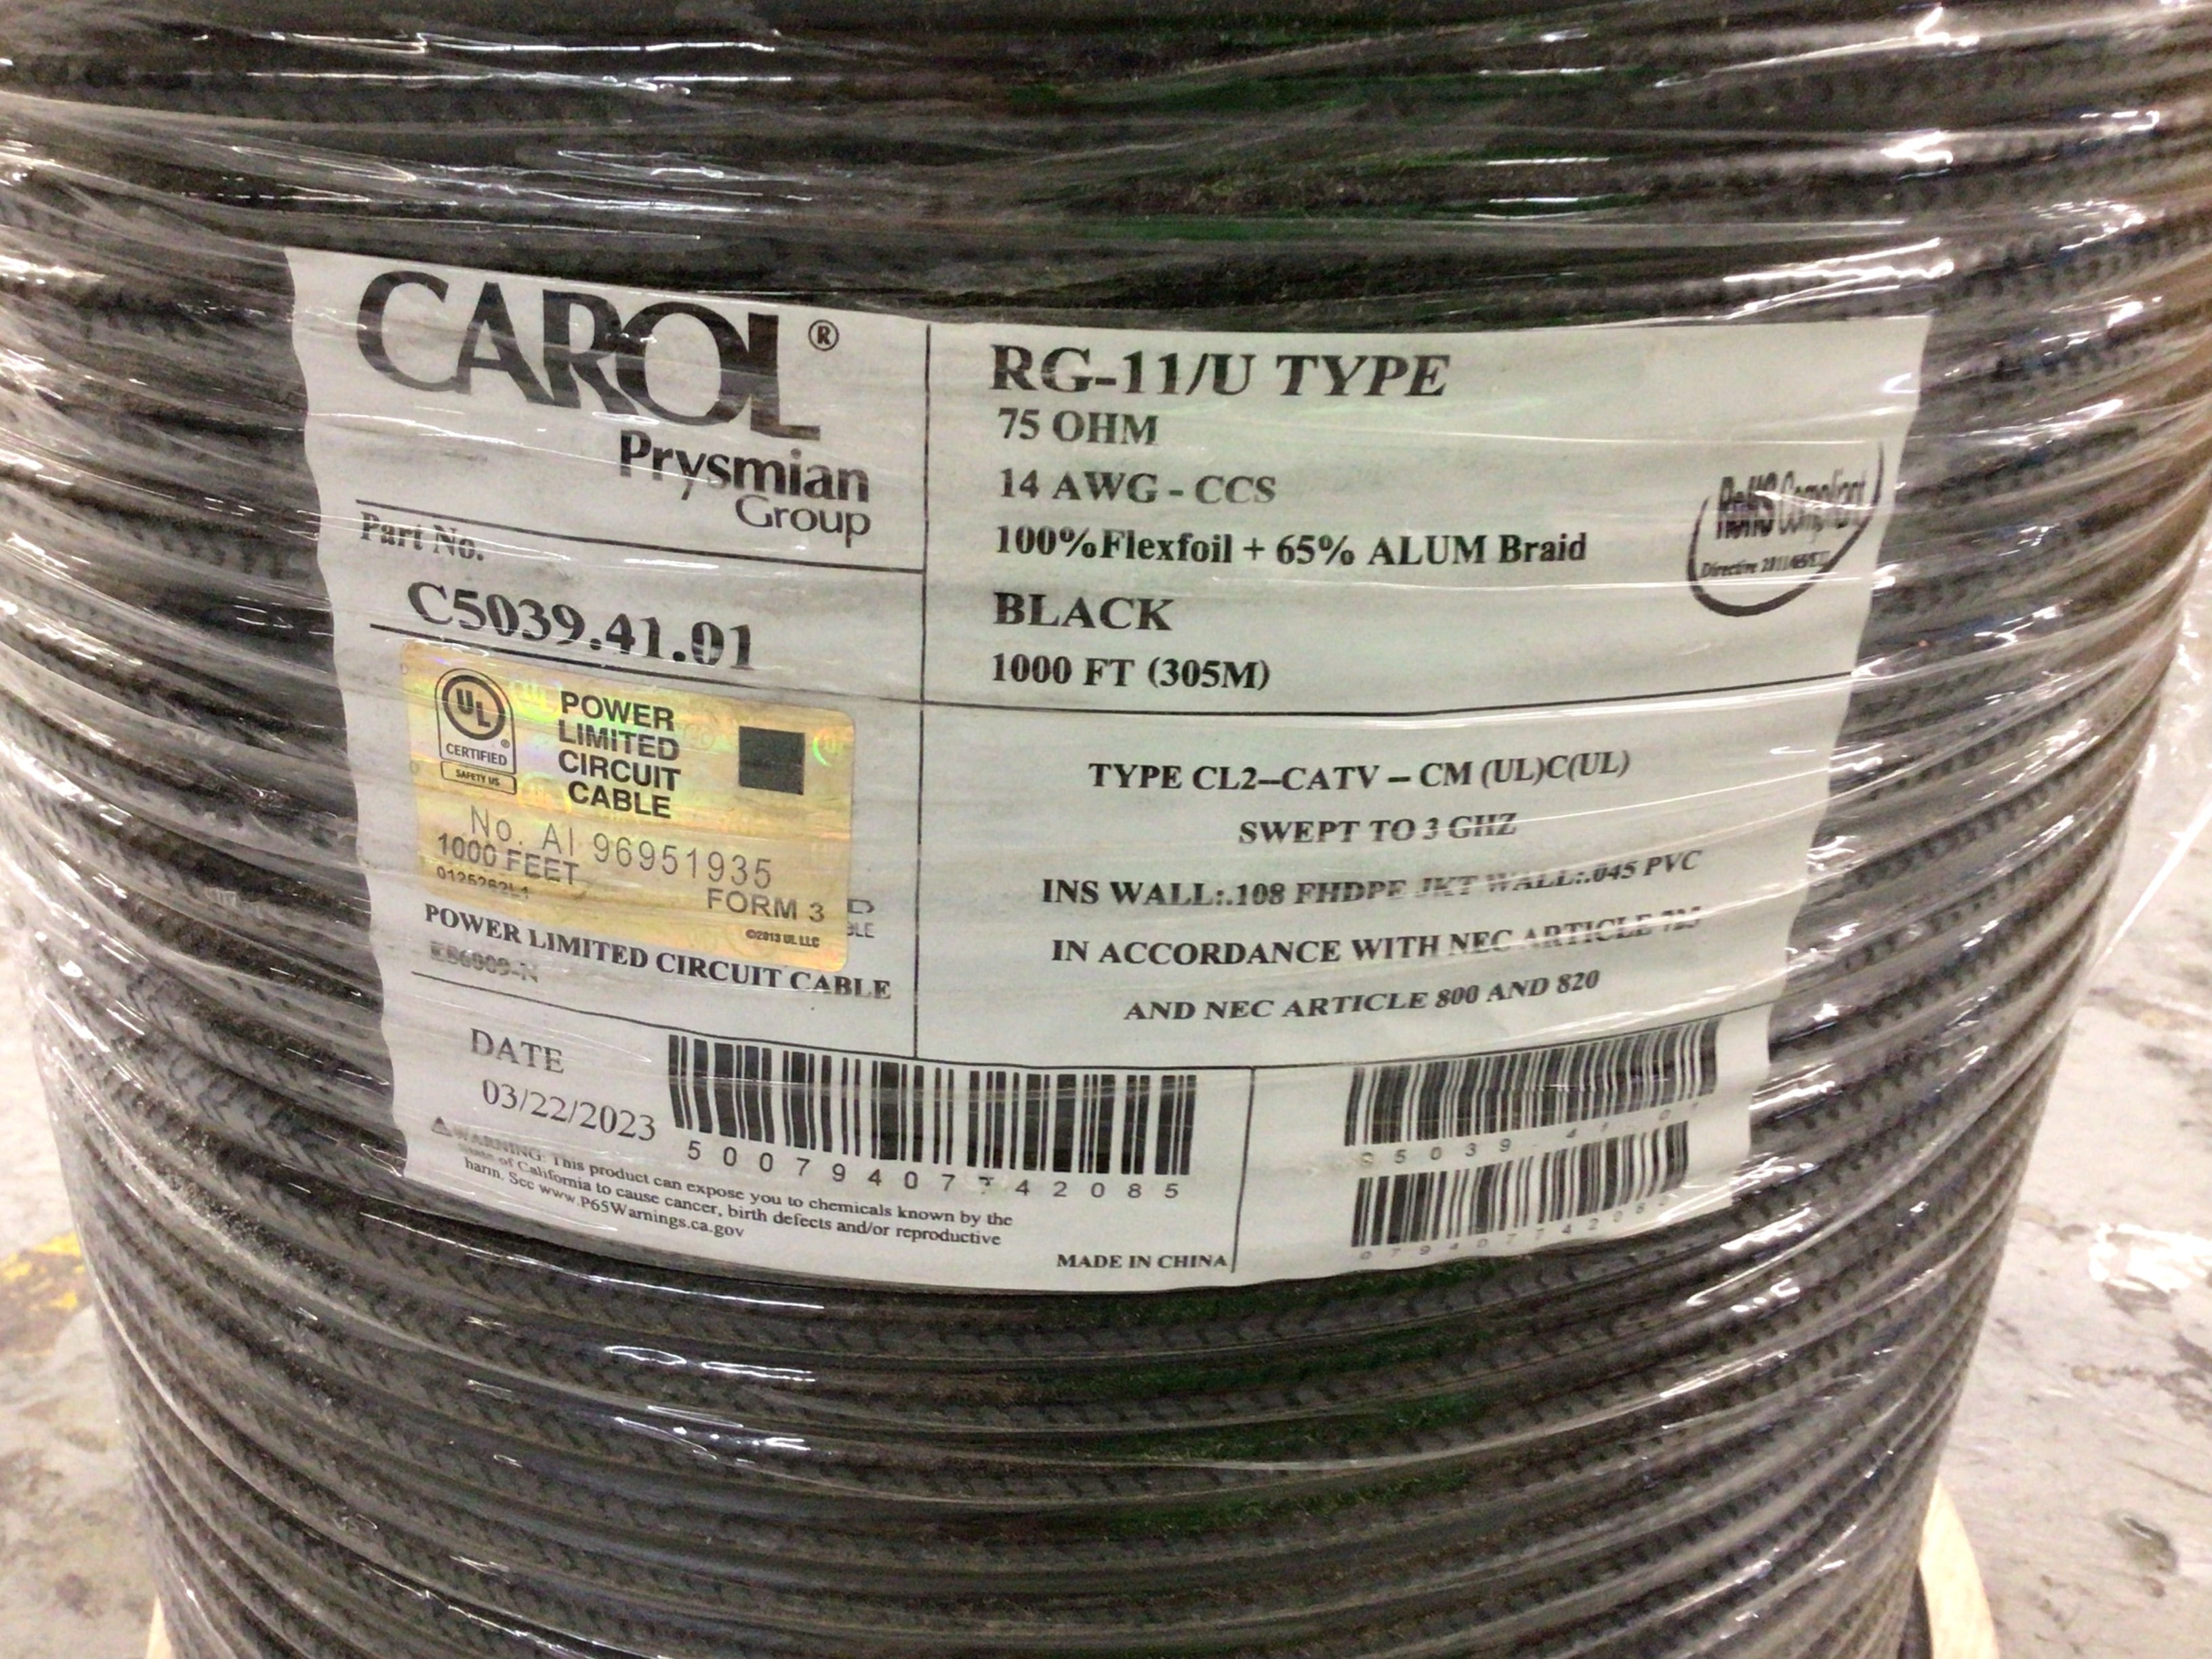 CAROL®
Prysmian
Group
Part No.
C5039.41.01
UL
CERTIFIED
SAFETY US
POWER
LIMITED
CIRCUIT
CABLE
No. AI 96951935
1000 FEET
FORM 3
©2013 UL LLC
POWER LIMITED CIRCUIT CABLE
RG-11/U TYPE
75 OHM
14 AWG - CCS
100%Flexfoil + 65% ALUM Braid
BLACK
1000 FT (305M)
RoHS Compliant
Directive
TYPE CL2--CATV -- CM (UL)C(UL)
SWEPT TO 3 GHZ
INS WALL:.108 FHDPE JKT WALL:.045 PVC
IN ACCORDANCE WITH NEC ARTICLE 725
AND NEC ARTICLE 800 AND 820
DATE
03/22/2023
50079407742085
⚠WARNING: This product can expose you to chemicals known by the
State of California to cause cancer, birth defects and/or reproductive
harm. See www.P65Warnings.ca.gov
MADE IN CHINA